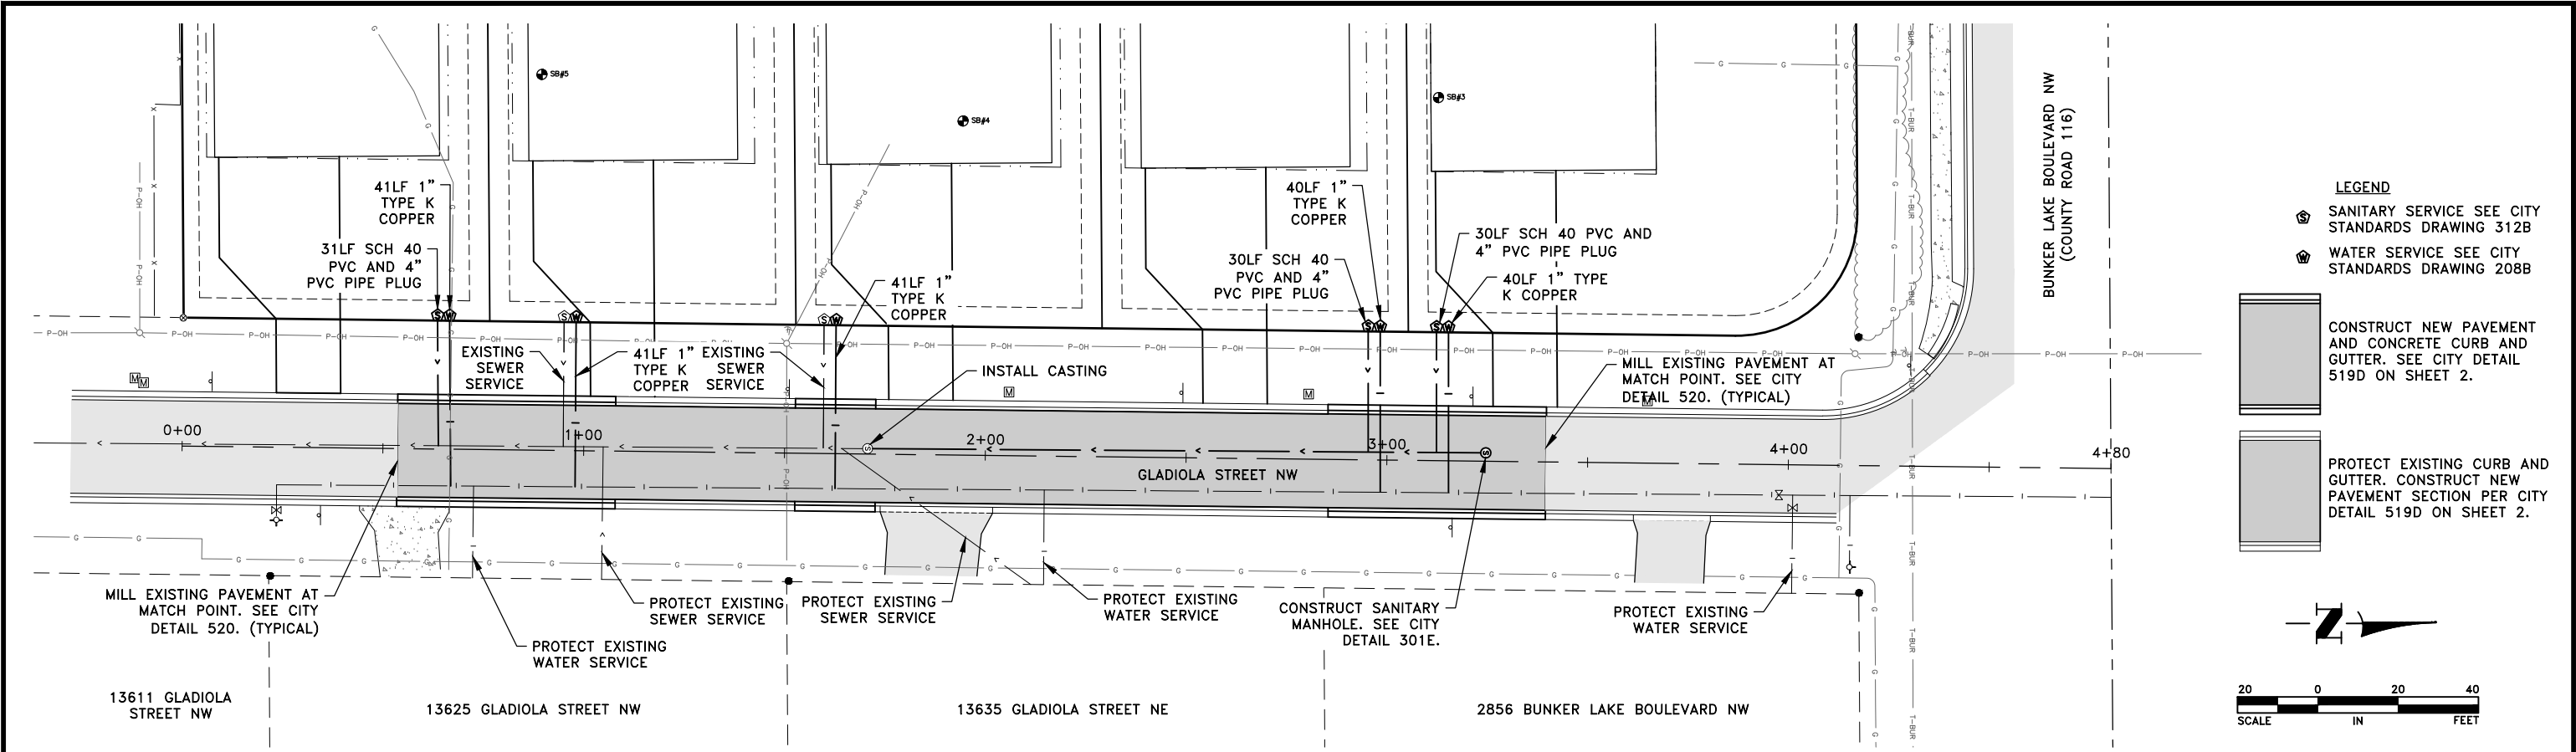 SB#5
SB#4
SB#3
41LF 1"
TYPE K
COPPER
31LF SCH 40
PVC AND 4"
PVC PIPE PLUG
EXISTING
SEWER
SERVICE
41LF 1"
TYPE K
COPPER
EXISTING
SEWER
SERVICE
41LF 1"
TYPE K
COPPER
INSTALL CASTING
40LF 1"
TYPE K
COPPER
30LF SCH 40
PVC AND 4"
PVC PIPE PLUG
30LF SCH 40 PVC AND
4" PVC PIPE PLUG
40LF 1" TYPE
K COPPER
MILL EXISTING PAVEMENT AT
MATCH POINT. SEE CITY
DETAIL 520. (TYPICAL)
BUNKER LAKE BOULEVARD NW
(COUNTY ROAD 116)
0+00
1+00
2+00
3+00
4+00
4+80
GLADIOLA STREET NW
MILL EXISTING PAVEMENT AT
MATCH POINT. SEE CITY
DETAIL 520. (TYPICAL)
PROTECT EXISTING
WATER SERVICE
PROTECT EXISTING
SEWER SERVICE
PROTECT EXISTING
SEWER SERVICE
PROTECT EXISTING
WATER SERVICE
CONSTRUCT SANITARY
MANHOLE. SEE CITY
DETAIL 301E.
PROTECT EXISTING
WATER SERVICE
13611 GLADIOLA
STREET NW
13625 GLADIOLA STREET NW
13635 GLADIOLA STREET NE
2856 BUNKER LAKE BOULEVARD NW
LEGEND
S SANITARY SERVICE SEE CITY
STANDARDS DRAWING 312B
W WATER SERVICE SEE CITY
STANDARDS DRAWING 208B
CONSTRUCT NEW PAVEMENT
AND CONCRETE CURB AND
GUTTER. SEE CITY DETAIL
519D ON SHEET 2.
PROTECT EXISTING CURB AND
GUTTER. CONSTRUCT NEW
PAVEMENT SECTION PER CITY
DETAIL 519D ON SHEET 2.
N
20 0 20 40
SCALE IN FEET